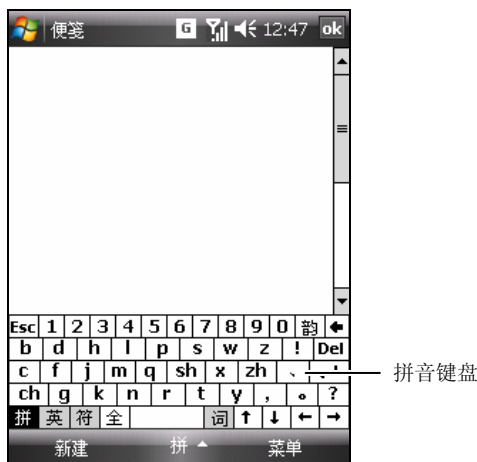 便笺 G 12:47 ok
Esc 1 2 3 4 5 6 7 8 9 0 韵
b d h l p s w z ! Del
c f j m q sh x zh 、
拼音键盘
ch g k n r t y , 。 ?
拼 英 符 全 词 ↑ ↓ ← →
新建 拼 菜单